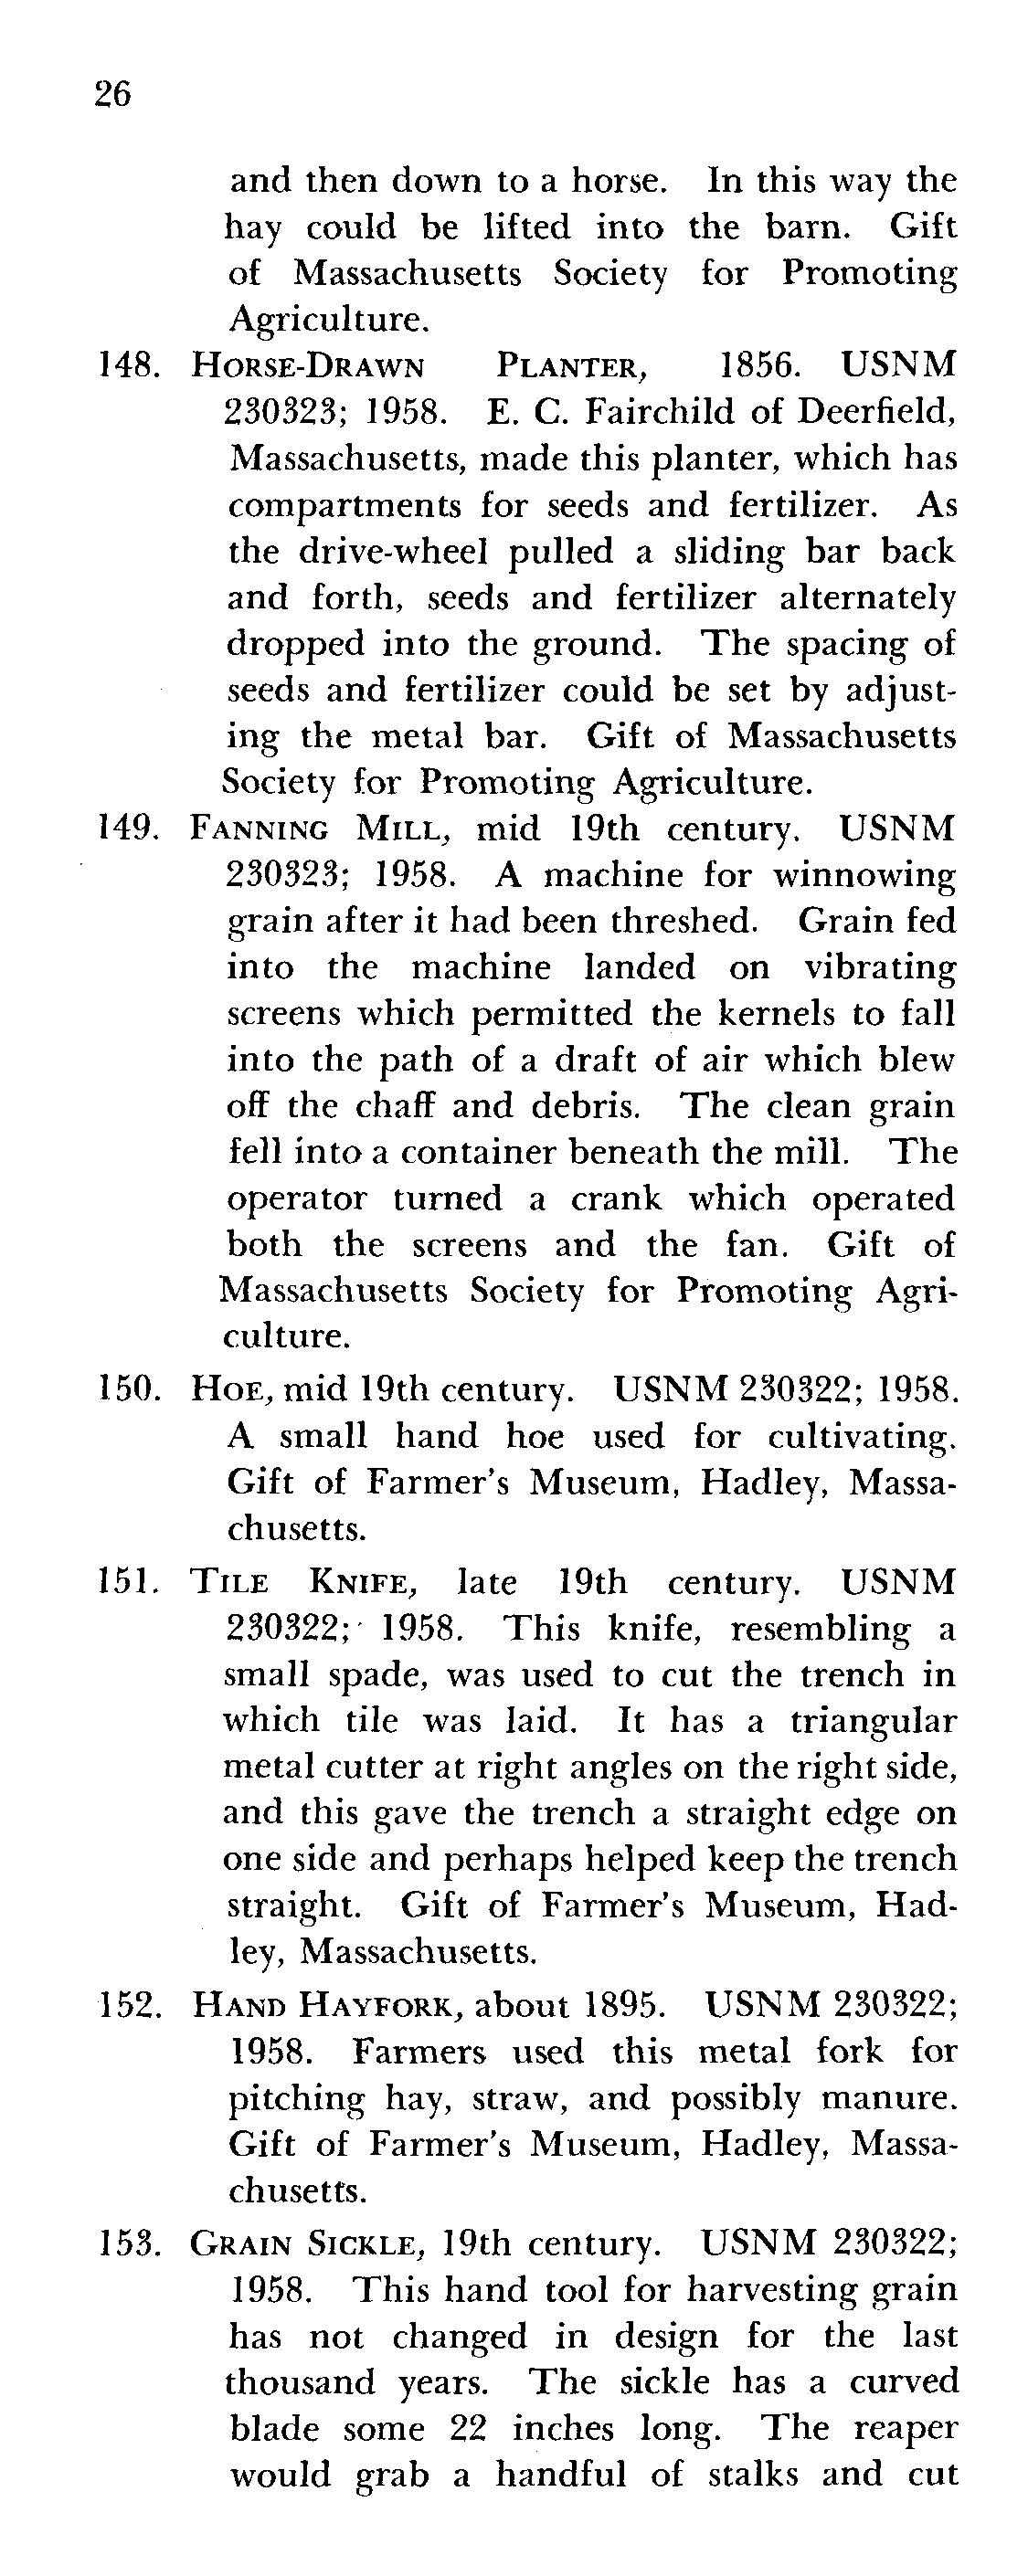 26
and then down to a horse. In this way the
hay could be lifted into the barn. Gift
of Massachusetts Society for Promoting
Agriculture.
148. Horse-Drawn Planter, 1856. USNM
230323; 1958. E. C. Fairchild of Deerfield,
Massachusetts, made this planter, which has
compartments for seeds and fertilizer. As
the drive-wheel pulled a sliding bar back
and forth, seeds and fertilizer alternately
dropped into the ground. The spacing of
seeds and fertilizer could be set by adjust-
ing the metal bar. Gift of Massachusetts
Society for Promoting Agriculture.
149. Fanning Mill, mid 19th century. USNM
230323; 1958. A machine for winnowing
grain after it had been threshed. Grain fed
into the machine landed on vibrating
screens which permitted the kernels to fall
into the path of a draft of air which blew
off the chaff and debris. The clean grain
fell into a container beneath the mill. The
operator turned a crank which operated
both the screens and the fan. Gift of
Massachusetts Society for Promoting Agri-
culture.
150. Hoe, mid 19th century. USNM 230322; 1958.
A small hand hoe used for cultivating.
Gift of Farmer's Museum, Hadley, Massa-
chusetts.
151. Tile Knife, late 19th century. USNM
230322; 1958. This knife, resembling a
small spade, was used to cut the trench in
which tile was laid. It has a triangular
metal cutter at right angles on the right side,
and this gave the trench a straight edge on
one side and perhaps helped keep the trench
straight. Gift of Farmer's Museum, Had-
ley, Massachusetts.
152. Hand Hayfork, about 1895. USNM 230322;
1958. Farmers used this metal fork for
pitching hay, straw, and possibly manure.
Gift of Farmer's Museum, Hadley, Massa-
chusetts.
153. Grain Sickle, 19th century. USNM 230322;
1958. This hand tool for harvesting grain
has not changed in design for the last
thousand years. The sickle has a curved
blade some 22 inches long. The reaper
would grab a handful of stalks and cut